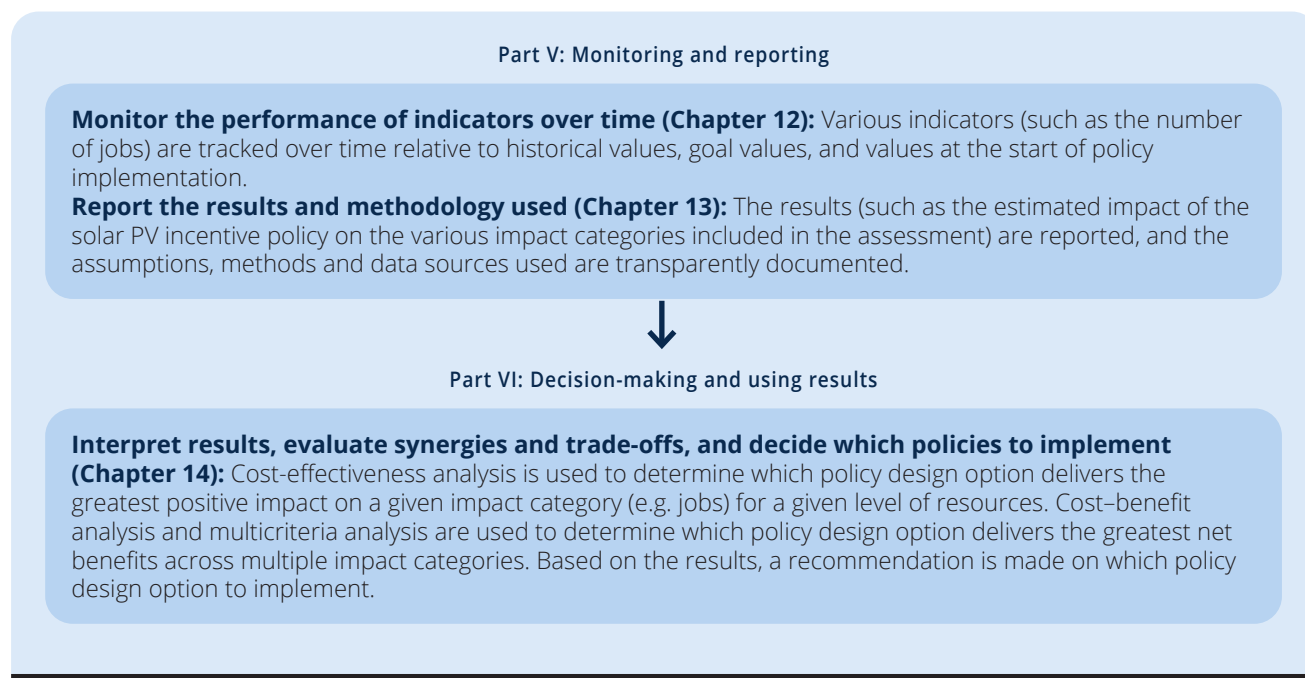 Part V: Monitoring and reporting
Monitor the performance of indicators over time (Chapter 12): Various indicators (such as the number
of jobs) are tracked over time relative to historical values, goal values, and values at the start of policy
implementation.
Report the results and methodology used (Chapter 13): The results (such as the estimated impact of the
solar PV incentive policy on the various impact categories included in the assessment) are reported, and the
assumptions, methods and data sources used are transparently documented.
Part VI: Decision-making and using results
Interpret results, evaluate synergies and trade-offs, and decide which policies to implement
(Chapter 14): Cost-effectiveness analysis is used to determine which policy design option delivers the
greatest positive impact on a given impact category (e.g. jobs) for a given level of resources. Cost–benefit
analysis and multicriteria analysis are used to determine which policy design option delivers the greatest net
benefits across multiple impact categories. Based on the results, a recommendation is made on which policy
design option to implement.